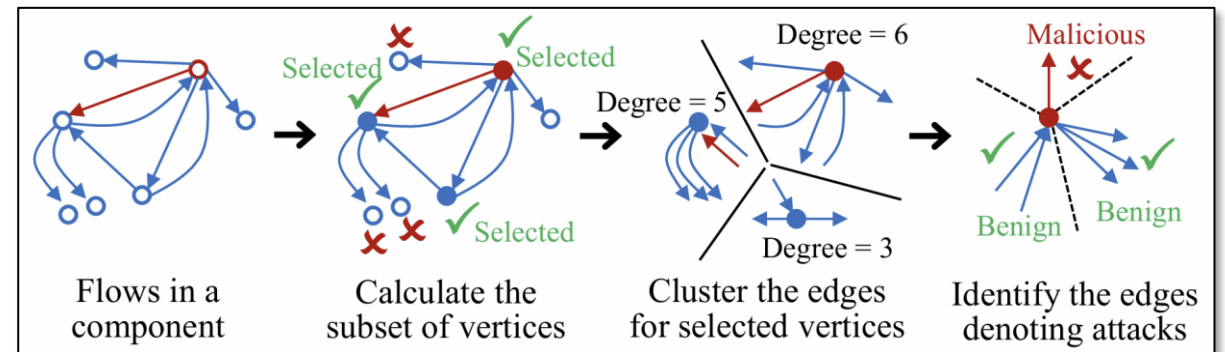 Selected
Selected
Selected
Degree = 6
Degree = 5
Degree = 3
Malicious
Benign
Benign
Flows in a
component
Calculate the
subset of vertices
Cluster the edges
for selected vertices
Identify the edges
denoting attacks